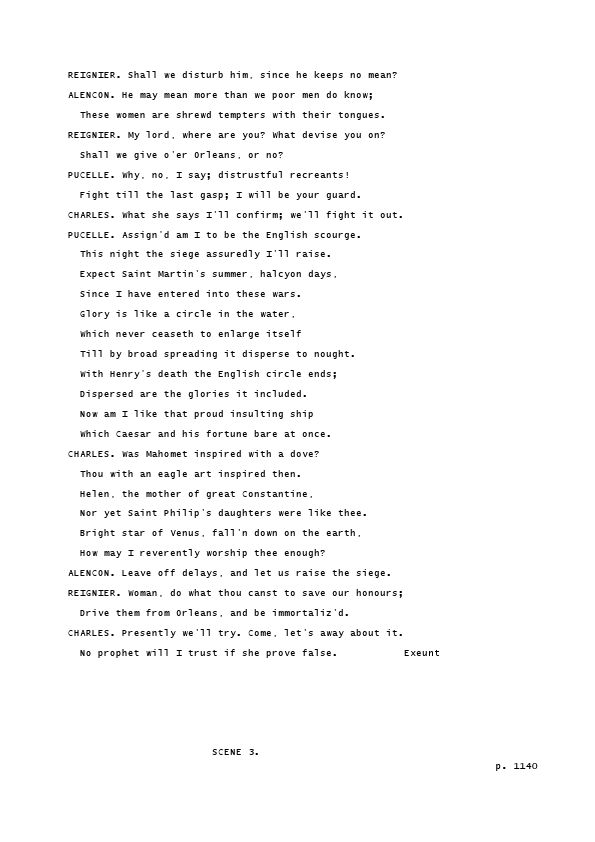 REIGNIER. Shall we disturb him, since he keeps no mean?
ALENCON. He may mean more than we poor men do know;
These women are shrewd tempters with their tongues.
REIGNIER. My lord, where are you? What devise you on?
Shall we give o'er Orleans, or no?
PUCELLE. Why, no, I say; distrustful recreants!
Fight till the last gasp; I will be your guard.
CHARLES. What she says I'll confirm; we'll fight it out.
PUCELLE. Assign'd am I to be the English scourge.
This night the siege assuredly I'll raise.
Expect Saint Martin's summer, halcyon days,
Since I have entered into these wars.
Glory is like a circle in the water,
Which never ceaseth to enlarge itself
Till by broad spreading it disperse to nought.
With Henry's death the English circle ends;
Dispersed are the glories it included.
Now am I like that proud insulting ship
Which Caesar and his fortune bare at once.
CHARLES. Was Mahomet inspired with a dove?
Thou with an eagle art inspired then.
Helen, the mother of great Constantine,
Nor yet Saint Philip's daughters were like thee.
Bright star of Venus, fall'n down on the earth,
How may I reverently worship thee enough?
ALENCON. Leave off delays, and let us raise the siege.
REIGNIER. Woman, do what thou canst to save our honours;
Drive them from Orleans, and be immortaliz'd.
CHARLES. Presently we'll try. Come, let's away about it.
No prophet will I trust if she prove false. Exeunt
SCENE 3.
p. 1140